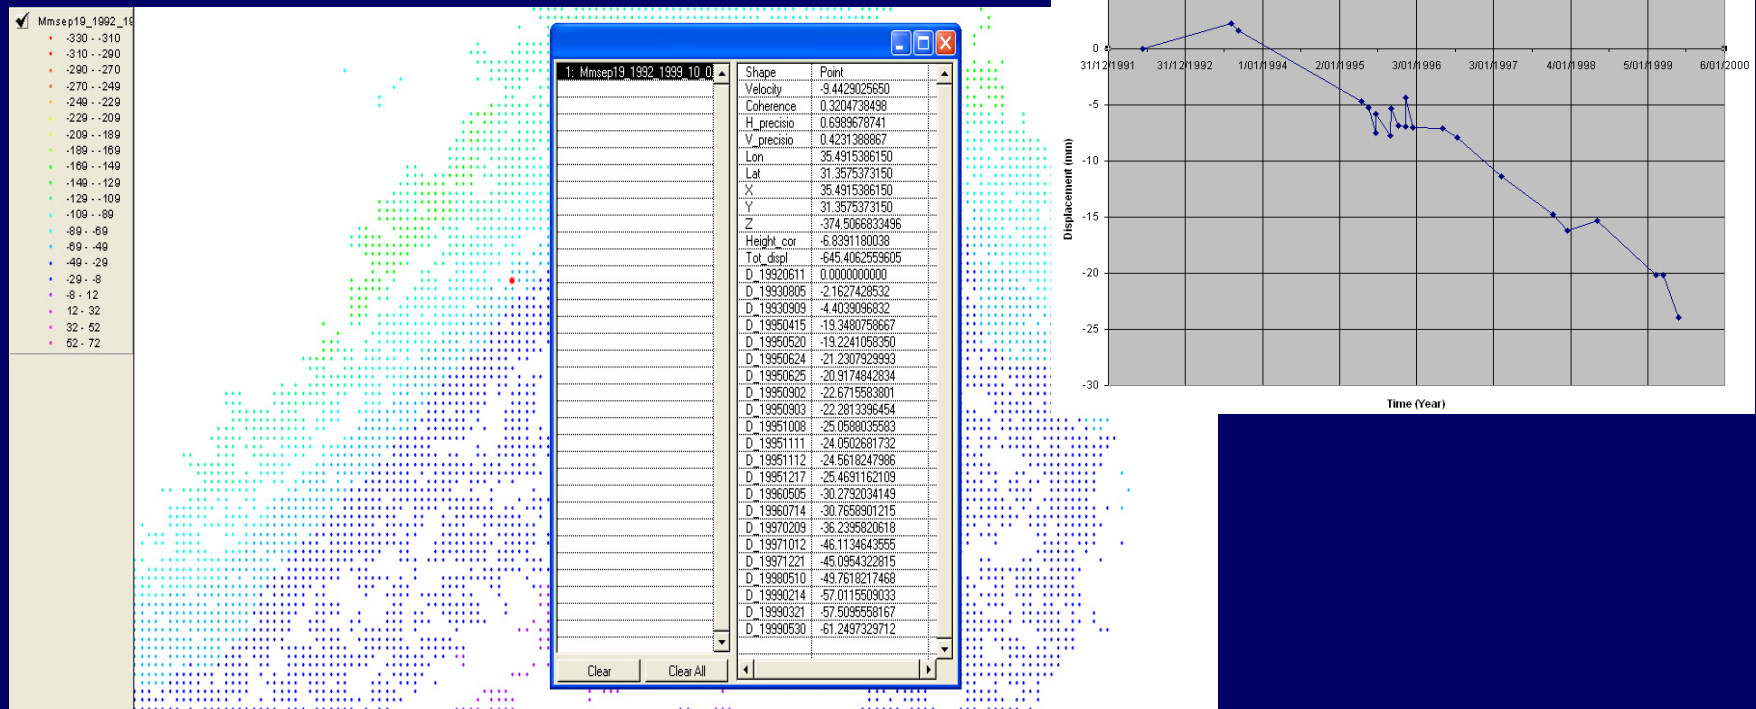 Mmsep19_1992_19
-330 - -310
-310 - -290
-290 - -270
-270 - -249
-249 - -229
-229 - -209
-209 - -189
-189 - -169
-169 - -149
-149 - -129
-129 - -109
-109 - -89
-89 - -69
-69 - -49
-49 - -29
-29 - -8
-8 - 12
12 - 32
32 - 52
52 - 72
1: Mmsep19_1992_1999_10_0
Shape Point
Velocity -9.4429025650
Coherence 0.3204738498
H_precisio 0.6989678741
V_precisio 0.4231388867
Lon 35.4915386150
Lat 31.3575373150
X 35.4915386150
Y 31.3575373150
Z -374.5066833496
Height_cor -6.8391180038
Tot_displ -645.4062559605
D_19920611 0.0000000000
D_19930805 -2.1627428532
D_19930909 -4.4039096832
D_19950415 -19.3480758667
D_19950520 -19.2241058350
D_19950624 -21.2307929993
D_19950625 -20.9174842834
D_19950902 -22.6715583801
D_19950903 -22.2813396454
D_19951008 -25.0588035583
D_19951111 -24.0502681732
D_19951112 -24.5618247986
D_19951217 -25.4691162109
D_19960505 -30.2792034149
D_19960714 -30.7658901215
D_19970209 -36.2395820618
D_19971012 -46.1134643555
D_19971221 -45.0954322815
D_19980510 -49.7618217468
D_19990214 -57.0115509033
D_19990321 -57.5095558167
D_19990530 -61.2497329712
Clear Clear All
0
31/12/1991 31/12/1992 1/01/1994 2/01/1995 3/01/1996 3/01/1997 4/01/1998 5/01/1999 6/01/2000
-5
-10
-15
-20
-25
-30
Displacement (mm)
Time (Year)